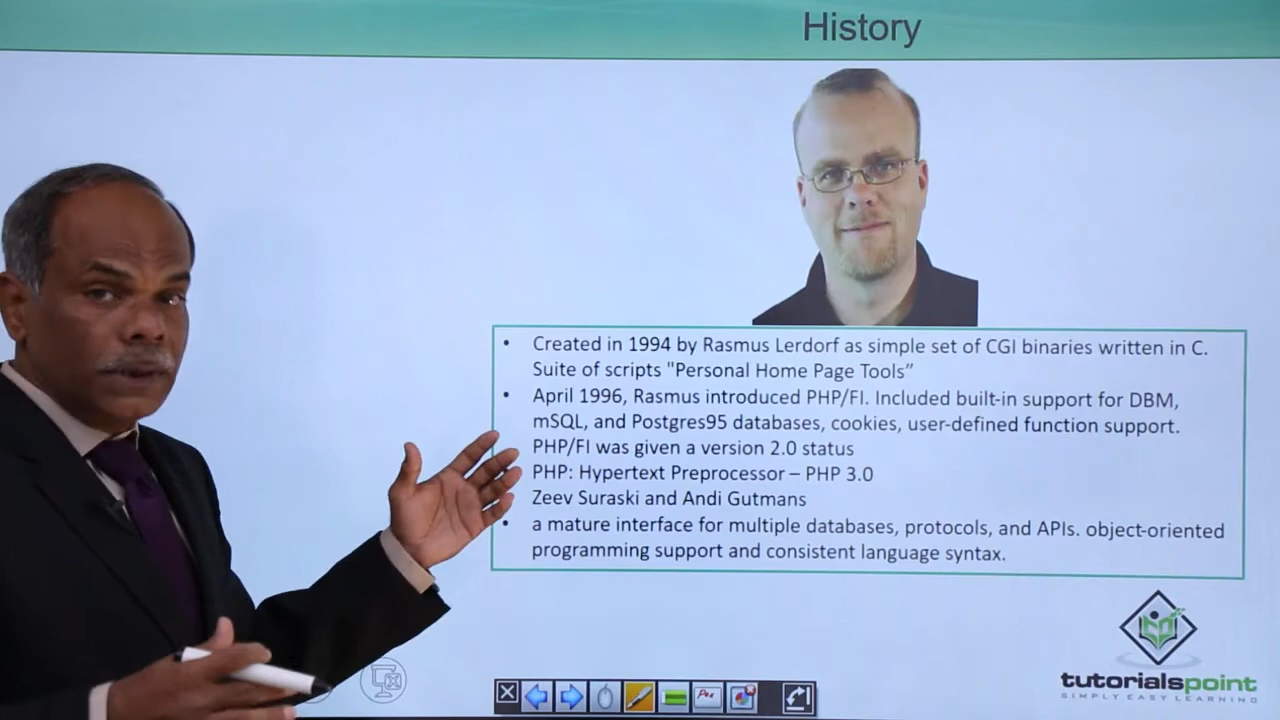 History
• Created in 1994 by Rasmus Lerdorf as simple set of CGI binaries written in C.
Suite of scripts "Personal Home Page Tools”
• April 1996, Rasmus introduced PHP/FI. Included built-in support for DBM,
mSQL, and Postgres95 databases, cookies, user-defined function support.
PHP/FI was given a version 2.0 status
PHP: Hypertext Preprocessor – PHP 3.0
Zeev Suraski and Andi Gutmans
• a mature interface for multiple databases, protocols, and APIs. object-oriented
programming support and consistent language syntax.
tutorialspoint
SIMPLY EASY LEARNING